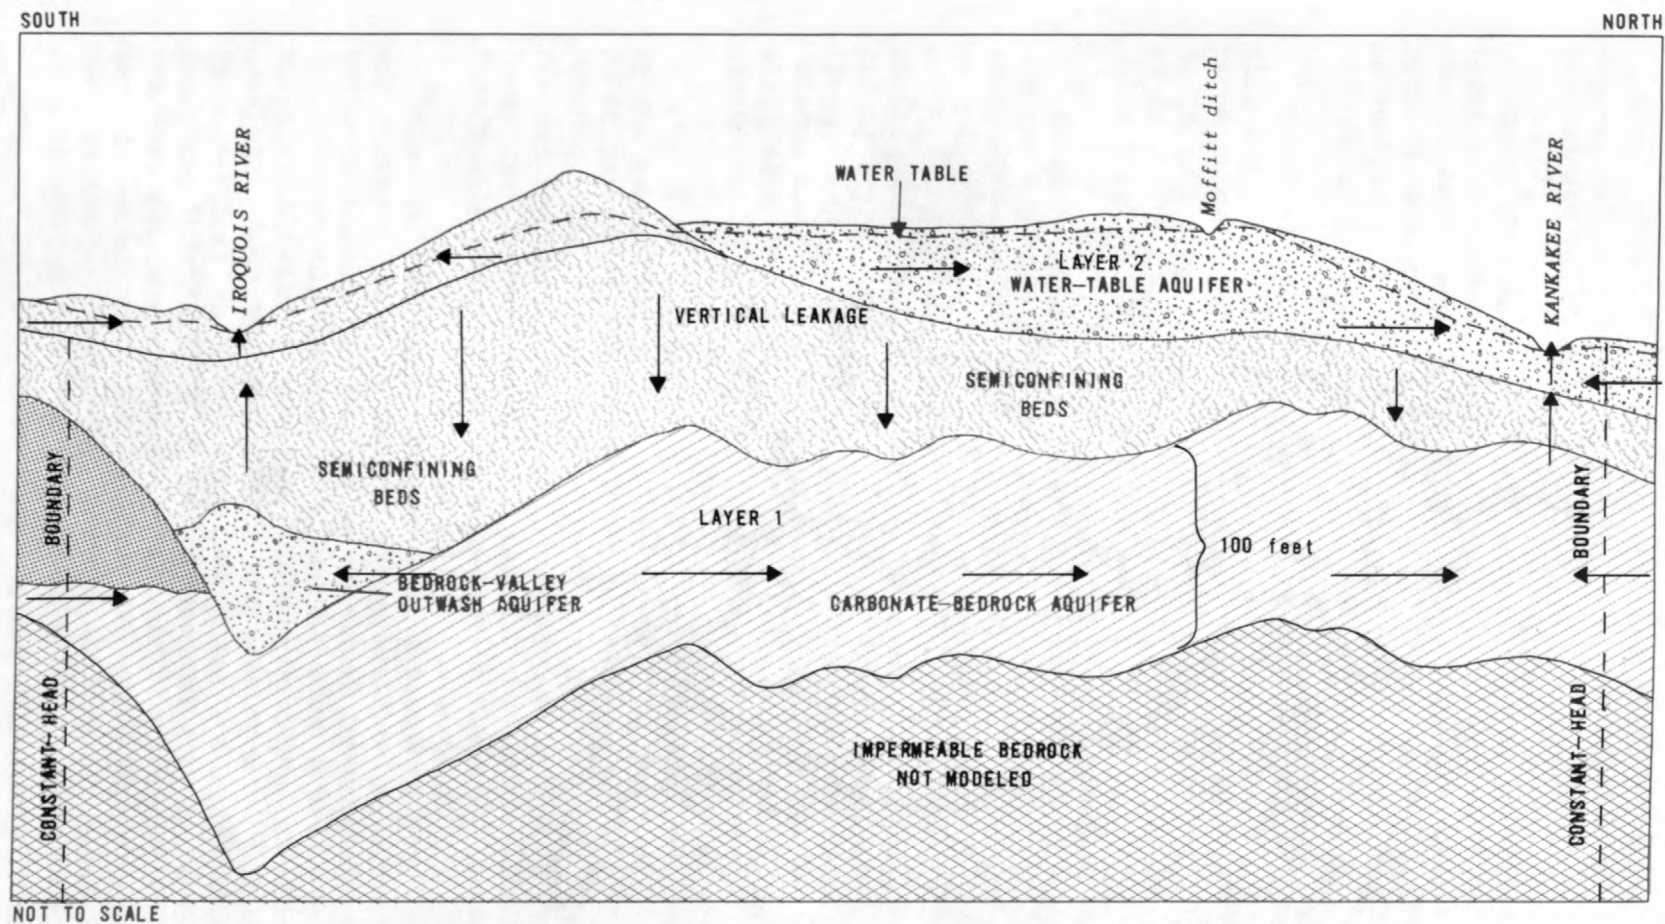 SOUTH
NORTH
IROQUOIS RIVER
WATER TABLE
Moffitt ditch
KANKAKEE RIVER
LAYER 2
WATER-TABLE AQUIFER
VERTICAL LEAKAGE
SEMICONFINING
BEDS
SEMICONFINING
BEDS
CONSTANT-HEAD BOUNDARY
LAYER 1
100 feet
CONSTANT-HEAD BOUNDARY
BEDROCK-VALLEY
OUTWASH AQUIFER
CARBONATE-BEDROCK AQUIFER
IMPERMEABLE BEDROCK
NOT MODELED
NOT TO SCALE